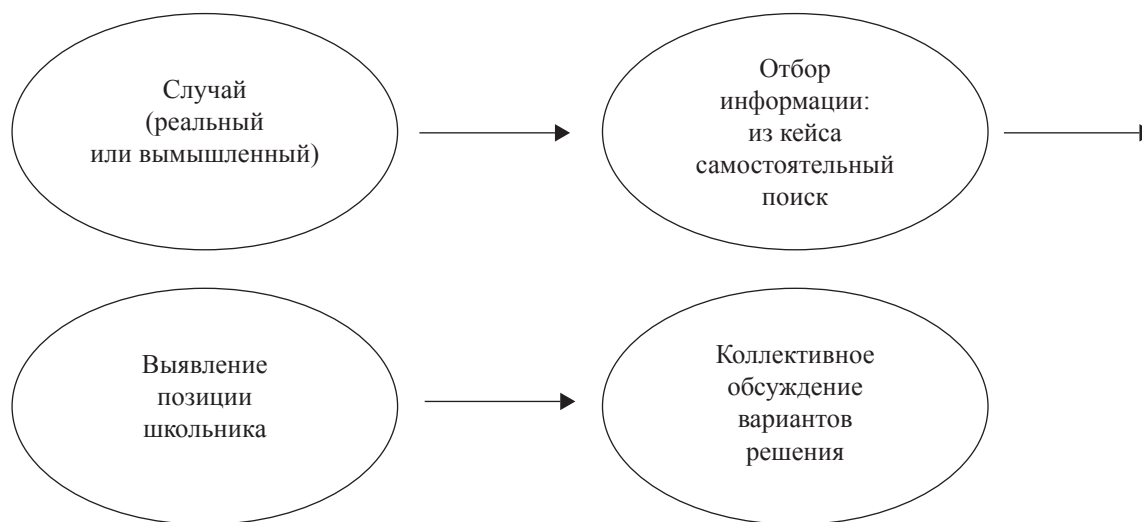 Случай
(реальный
или вымышленный)
Отбор
информации:
из кейса
самостоятельный
поиск
Выявление
позиции
школьника
Коллективное
обсуждение
вариантов
решения